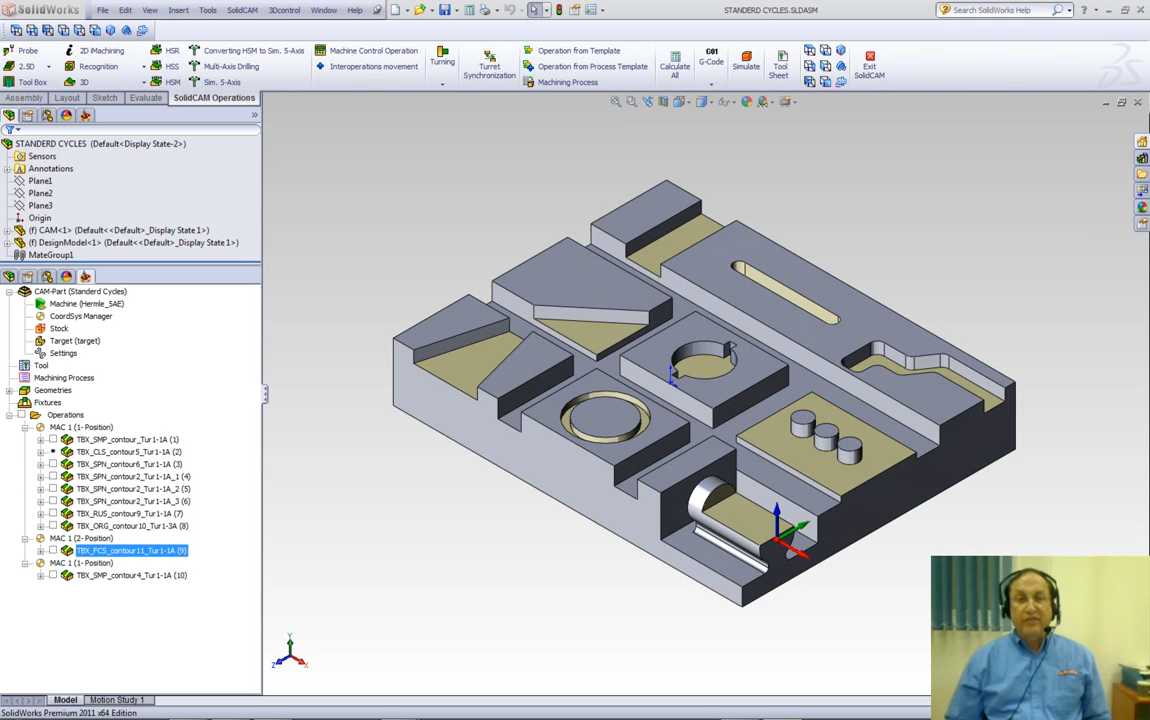 SolidWorks
File Edit View Insert Tools SolidCAM 3Dcontrol Window Help
STANDERD CYCLES.SLDASM
Search SolidWorks Help
Probe 2D iMachining HSR Converting HSM to Sim. 5-Axis Machine Control Operation Operation from Template G01
2.5D Recognition HSS Multi-Axis Drilling Interoperations movement Turning Turret Synchronization Operation from Process Template Calculate All G-Code Simulate Tool Sheet Exit SolidCAM
Tool Box 3D HSM Sim. 5-Axis Machining Process
Assembly Layout Sketch Evaluate SolidCAM Operations
STANDERD CYCLES (Default<Display State-2>)
Sensors
Annotations
Plane1
Plane2
Plane3
Origin
(f) CAM<1> (Default<<Default>_Display State 1>)
(f) DesignModel<1> (Default<<Default>_Display State 1>)
MateGroup1
CAM-Part (Standerd Cycles)
Machine (Hermle_SAE)
CoordSys Manager
Stock
Target (target)
Settings
Tool
Machining Process
Geometries
Fixtures
Operations
MAC 1 (1- Position)
TBX_SMP_contour_Tur1-1A (1)
TBX_CLS_contour5_Tur1-1A (2)
TBX_SPN_contour6_Tur1-1A (3)
TBX_SPN_contour2_Tur1-1A_1 (4)
TBX_SPN_contour2_Tur1-1A_2 (5)
TBX_SPN_contour2_Tur1-1A_3 (6)
TBX_RUS_contour9_Tur1-1A (7)
TBX_ORG_contour10_Tur1-3A (8)
MAC 1 (2- Position)
TBX_FCS_contour11_Tur1-1A (9)
MAC 1 (1- Position)
TBX_SMP_contour4_Tur1-1A (10)
Y
Z X
Model Motion Study 1
SolidWorks Premium 2011 x64 Edition